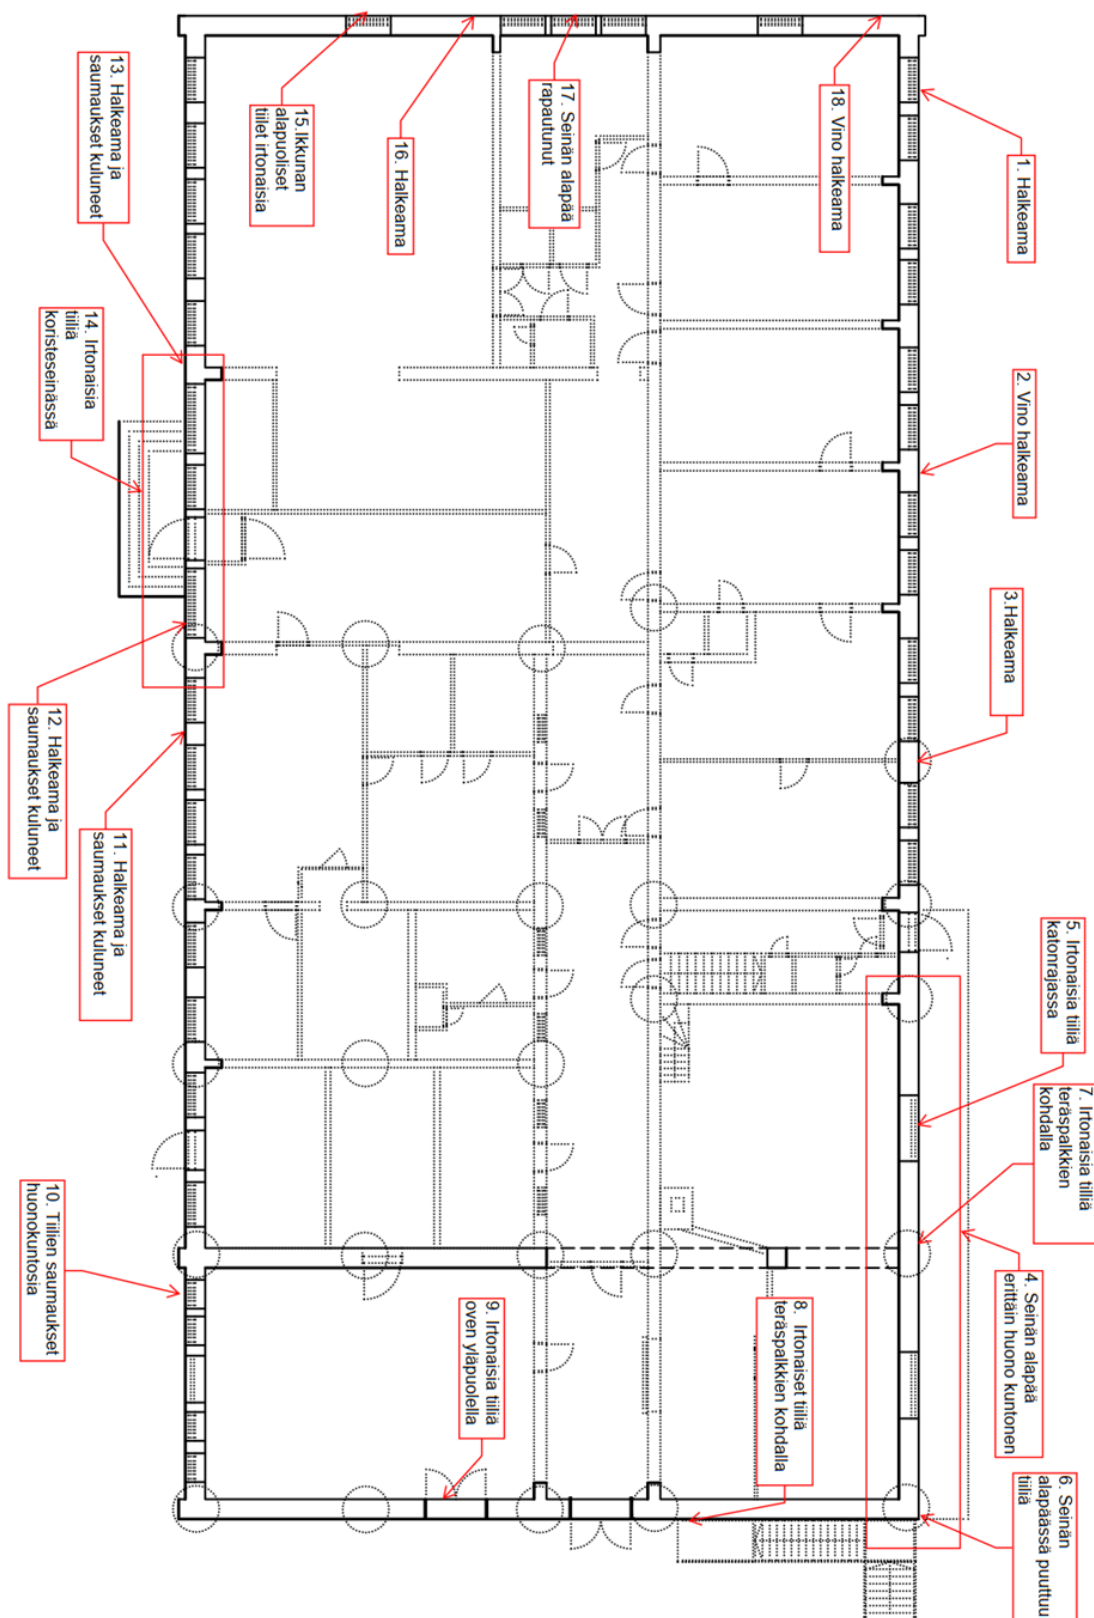 1. Halkeama
2. Vino halkeama
3.Halkeama
4. Seinän alapää
erittäin huono kuntonen
5. Irtonaisia tiiliä
katonrajassa
6. Seinän
alapäässä puuttuu
tiiliä
7. Irtonaisia tiiliä
teräspalkkien
kohdalla
8. Irtonaiset tiiliä
teräspalkkien kohdalla
9. Irtonaisia tiiliä
oven yläpuolella
10. Tiilien saumaukset
huonokuntosia
11. Halkeama ja
saumaukset kuluneet
12. Halkeama ja
saumaukset kuluneet
13. Halkeama ja
saumaukset kuluneet
14. Irtonaisia
tiiliä
koristeseinässä
15.Ikkunan
alapuoliset
tiilet irtonaisia
16. Halkeama
17. Seinän alapää
rapautunut
18. Vino halkeama